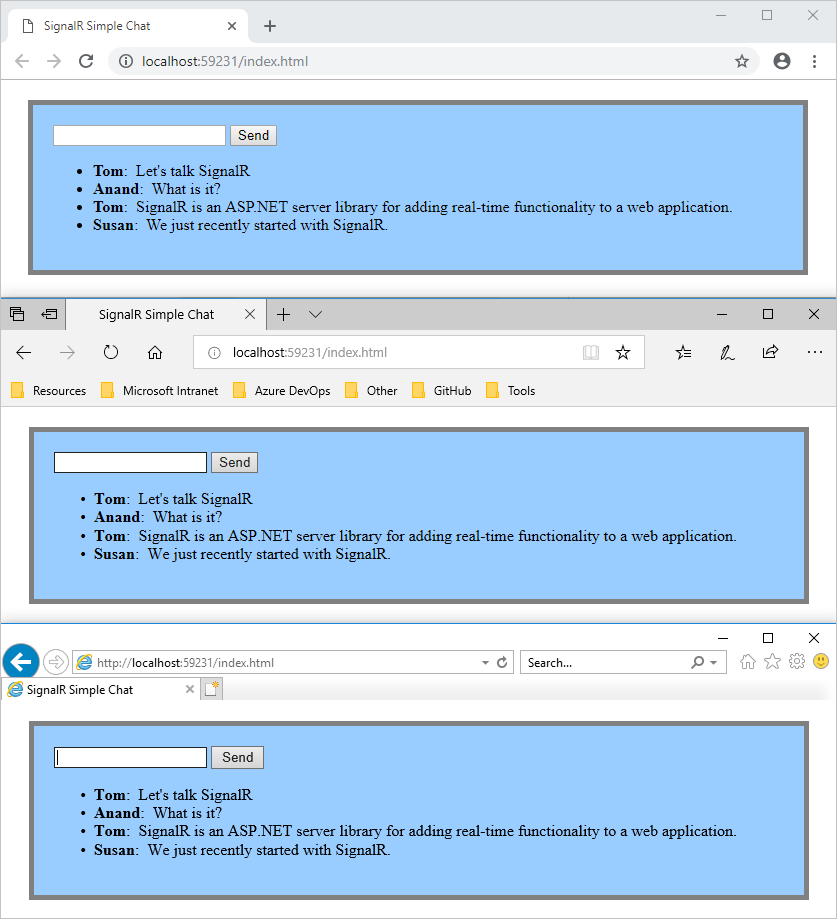 SignalR Simple Chat
localhost:59231/index.html
Send
Tom: Let's talk SignalR
Anand: What is it?
Tom: SignalR is an ASP.NET server library for adding real-time functionality to a web application.
Susan: We just recently started with SignalR.
SignalR Simple Chat
localhost:59231/index.html
Resources Microsoft Intranet Azure DevOps Other GitHub Tools
Send
Tom: Let's talk SignalR
Anand: What is it?
Tom: SignalR is an ASP.NET server library for adding real-time functionality to a web application.
Susan: We just recently started with SignalR.
http://localhost:59231/index.html Search...
SignalR Simple Chat
Send
Tom: Let's talk SignalR
Anand: What is it?
Tom: SignalR is an ASP.NET server library for adding real-time functionality to a web application.
Susan: We just recently started with SignalR.